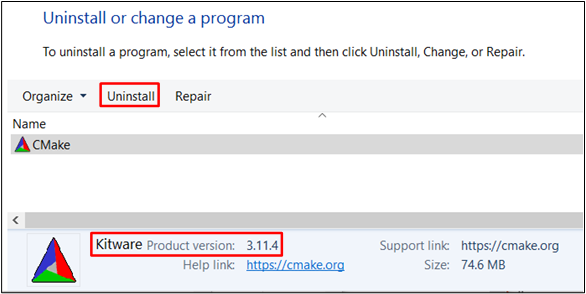 Uninstall or change a program
To uninstall a program, select it from the list and then click Uninstall, Change, or Repair.
Organize Uninstall Repair
Name
CMake
Kitware Product version: 3.11.4 Support link: https://cmake.org
Help link: https://cmake.org Size: 74.6 MB